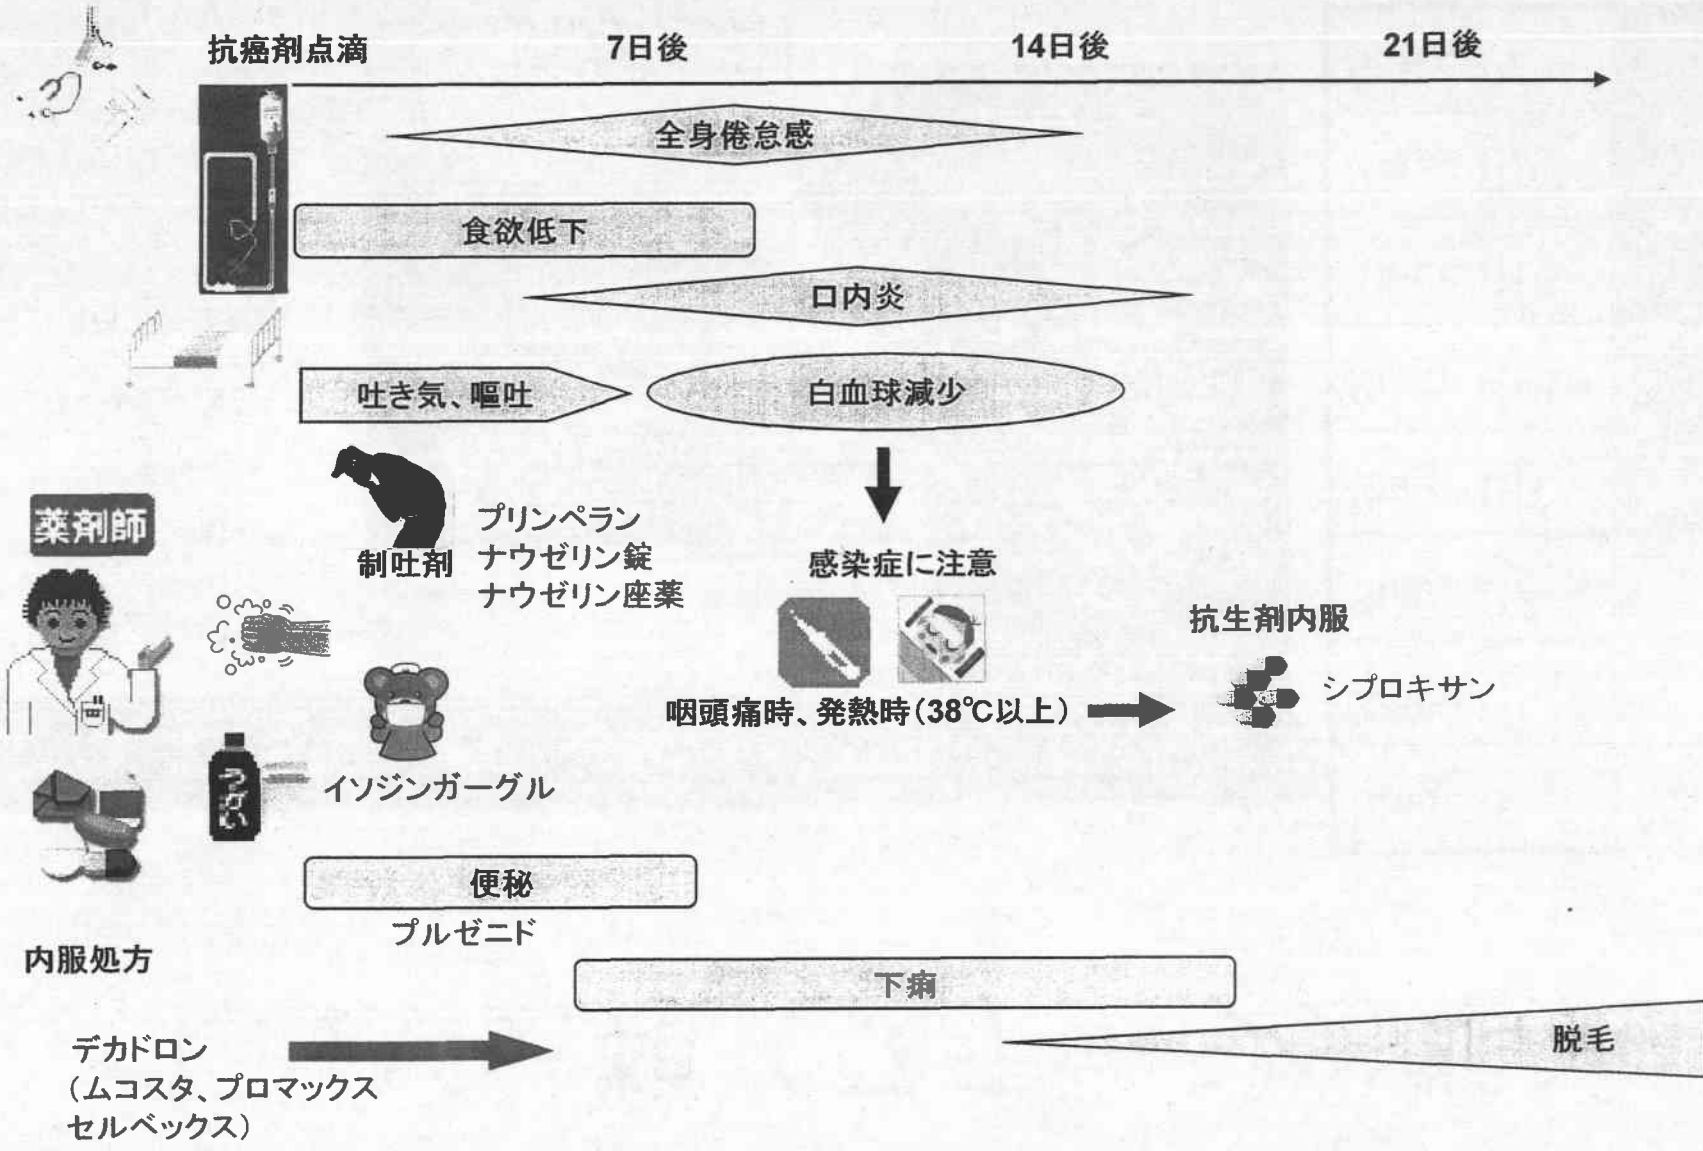 抗癌剤点滴
7日後
14日後
21日後
全身倦怠感
食欲低下
口内炎
吐き気、嘔吐
白血球減少
薬剤師
制吐剤
プリンペラン
ナウゼリン錠
ナウゼリン座薬
感染症に注意
抗生剤内服
シプロキサン
咽頭痛時、発熱時(38℃以上)
うがい
イソジンガーグル
便秘
プルゼニド
内服処方
下痢
脱毛
デカドロン
(ムコスタ、プロマックス
セルベックス)